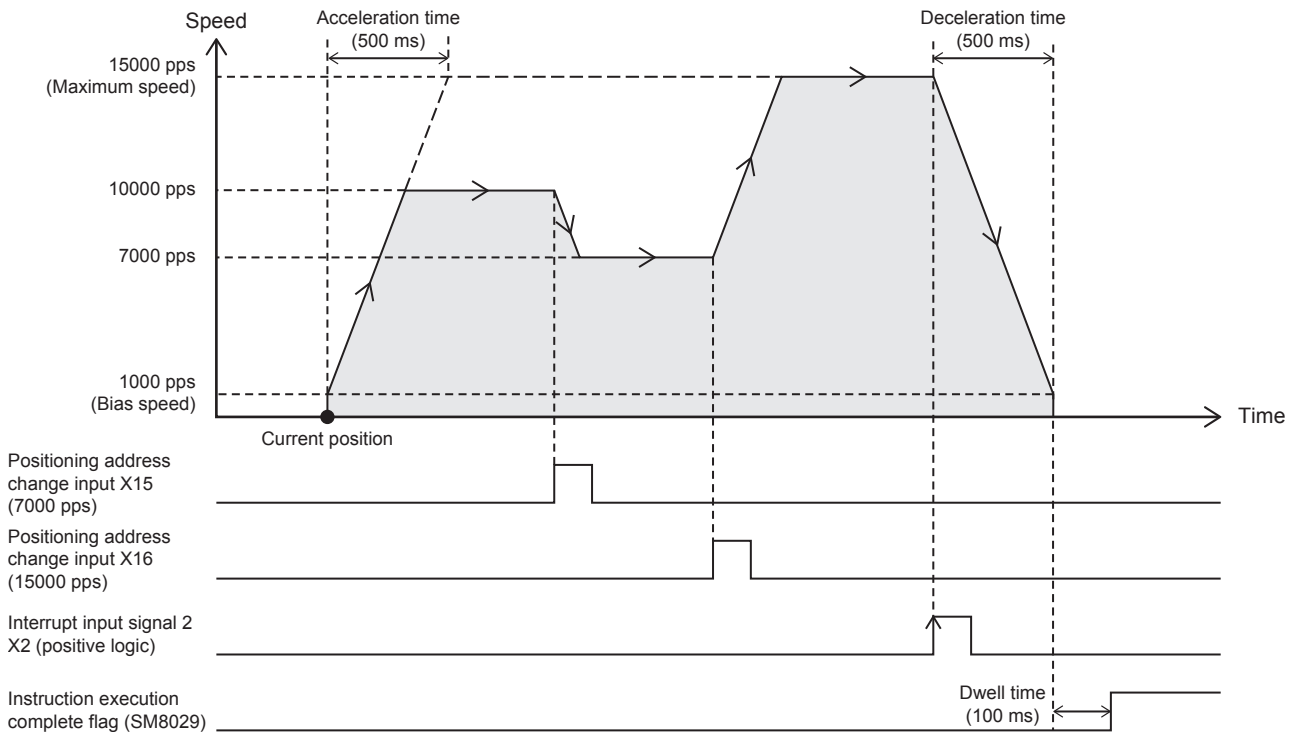 Speed
Acceleration time
(500 ms)
Deceleration time
(500 ms)
15000 pps
(Maximum speed)
10000 pps
7000 pps
1000 pps
(Bias speed)
Time
Current position
Positioning address
change input X15
(7000 pps)
Positioning address
change input X16
(15000 pps)
Interrupt input signal 2
X2 (positive logic)
Instruction execution
complete flag (SM8029)
Dwell time
(100 ms)